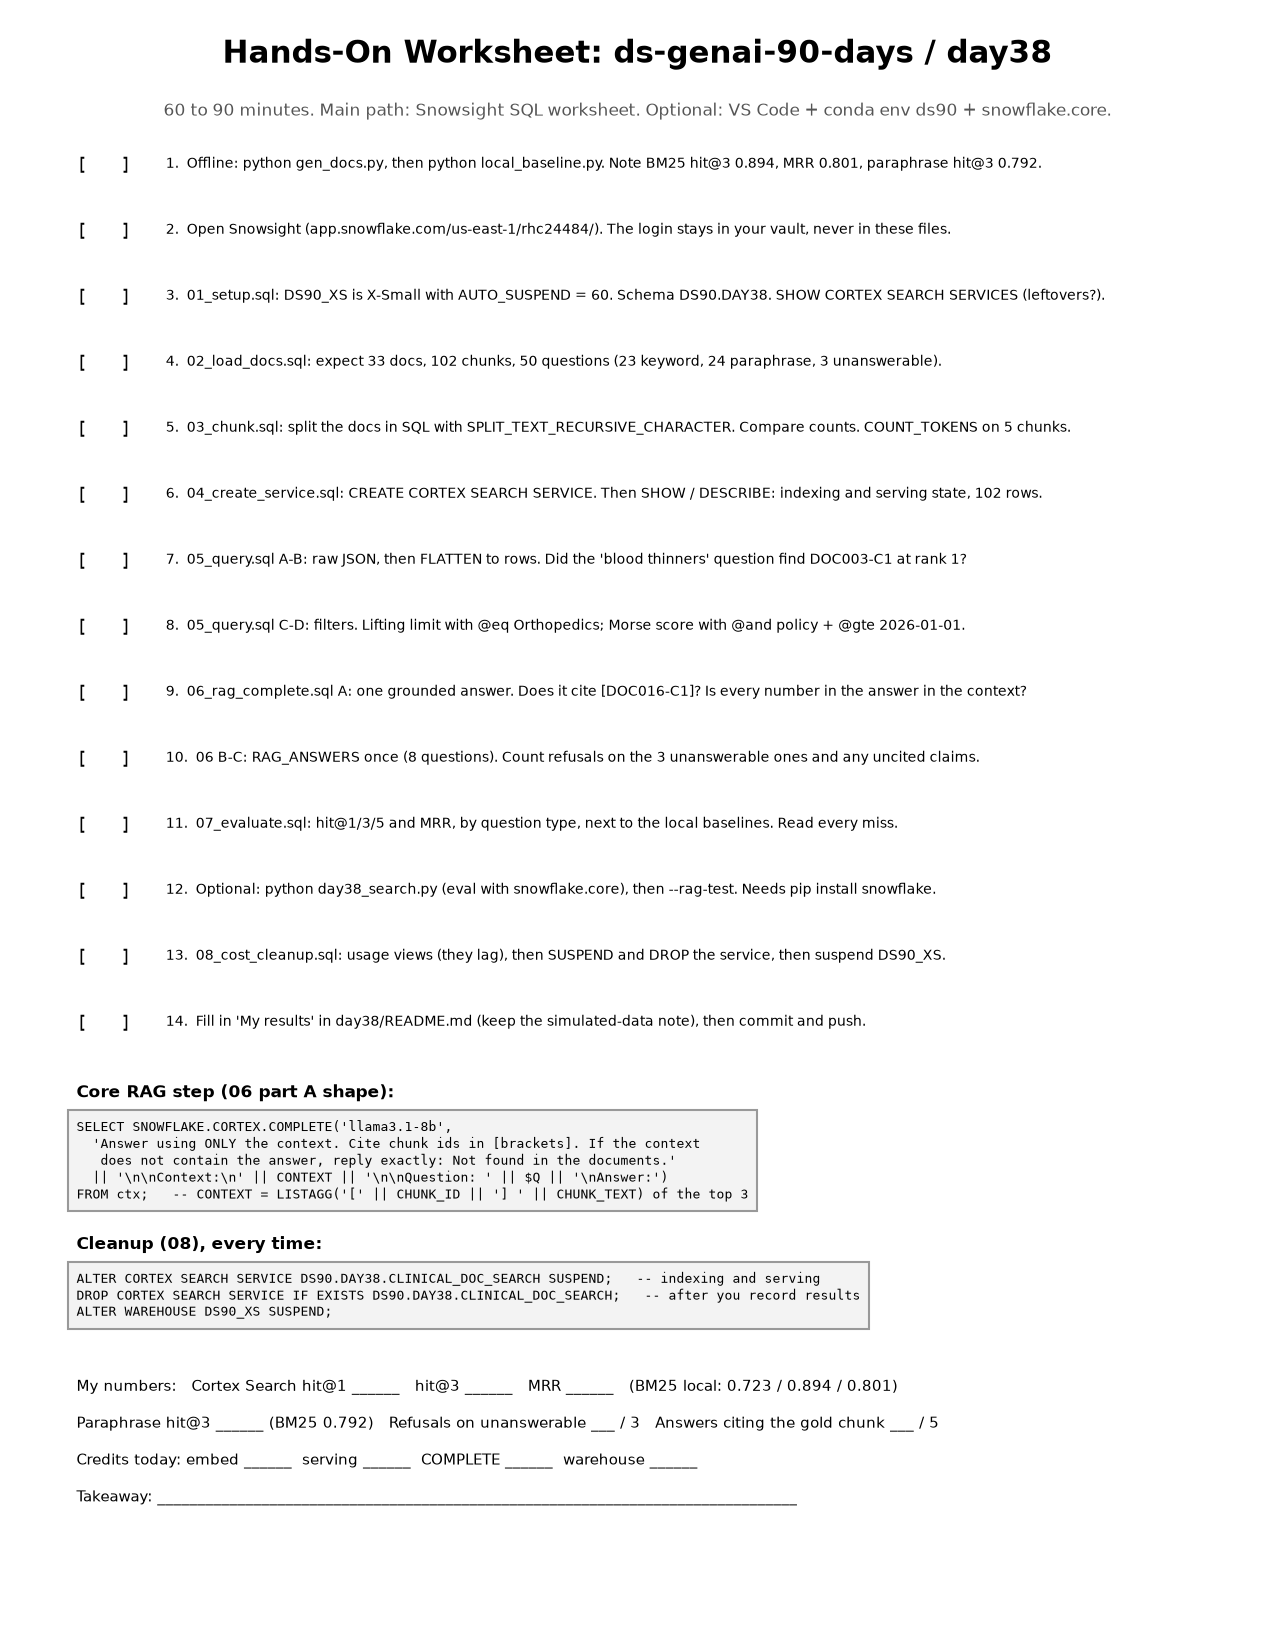 Hands-On Worksheet: ds-genai-90-days / day38
60 to 90 minutes. Main path: Snowsight SQL worksheet. Optional: VS Code + conda env ds90 + snowflake.core.
[ ] 1. Offline: python gen_docs.py, then python local_baseline.py. Note BM25 hit@3 0.894, MRR 0.801, paraphrase hit@3 0.792.
[ ] 2. Open Snowsight (app.snowflake.com/us-east-1/rhc24484/). The login stays in your vault, never in these files.
[ ] 3. 01_setup.sql: DS90_XS is X-Small with AUTO_SUSPEND = 60. Schema DS90.DAY38. SHOW CORTEX SEARCH SERVICES (leftovers?).
[ ] 4. 02_load_docs.sql: expect 33 docs, 102 chunks, 50 questions (23 keyword, 24 paraphrase, 3 unanswerable).
[ ] 5. 03_chunk.sql: split the docs in SQL with SPLIT_TEXT_RECURSIVE_CHARACTER. Compare counts. COUNT_TOKENS on 5 chunks.
[ ] 6. 04_create_service.sql: CREATE CORTEX SEARCH SERVICE. Then SHOW / DESCRIBE: indexing and serving state, 102 rows.
[ ] 7. 05_query.sql A-B: raw JSON, then FLATTEN to rows. Did the 'blood thinners' question find DOC003-C1 at rank 1?
[ ] 8. 05_query.sql C-D: filters. Lifting limit with @eq Orthopedics; Morse score with @and policy + @gte 2026-01-01.
[ ] 9. 06_rag_complete.sql A: one grounded answer. Does it cite [DOC016-C1]? Is every number in the answer in the context?
[ ] 10. 06 B-C: RAG_ANSWERS once (8 questions). Count refusals on the 3 unanswerable ones and any uncited claims.
[ ] 11. 07_evaluate.sql: hit@1/3/5 and MRR, by question type, next to the local baselines. Read every miss.
[ ] 12. Optional: python day38_search.py (eval with snowflake.core), then --rag-test. Needs pip install snowflake.
[ ] 13. 08_cost_cleanup.sql: usage views (they lag), then SUSPEND and DROP the service, then suspend DS90_XS.
[ ] 14. Fill in 'My results' in day38/README.md (keep the simulated-data note), then commit and push.
Core RAG step (06 part A shape):
SELECT SNOWFLAKE.CORTEX.COMPLETE('llama3.1-8b',
  'Answer using ONLY the context. Cite chunk ids in [brackets]. If the context
   does not contain the answer, reply exactly: Not found in the documents.'
  || '\n\nContext:\n' || CONTEXT || '\n\nQuestion: ' || $Q || '\nAnswer:')
FROM ctx;   -- CONTEXT = LISTAGG('[' || CHUNK_ID || '] ' || CHUNK_TEXT) of the top 3
Cleanup (08), every time:
ALTER CORTEX SEARCH SERVICE DS90.DAY38.CLINICAL_DOC_SEARCH SUSPEND;   -- indexing and serving
DROP CORTEX SEARCH SERVICE IF EXISTS DS90.DAY38.CLINICAL_DOC_SEARCH;   -- after you record results
ALTER WAREHOUSE DS90_XS SUSPEND;
My numbers: Cortex Search hit@1 ______ hit@3 ______ MRR ______ (BM25 local: 0.723 / 0.894 / 0.801)
Paraphrase hit@3 ______ (BM25 0.792) Refusals on unanswerable ___ / 3 Answers citing the gold chunk ___ / 5
Credits today: embed ______ serving ______ COMPLETE ______ warehouse ______
Takeaway: ________________________________________________________________________________